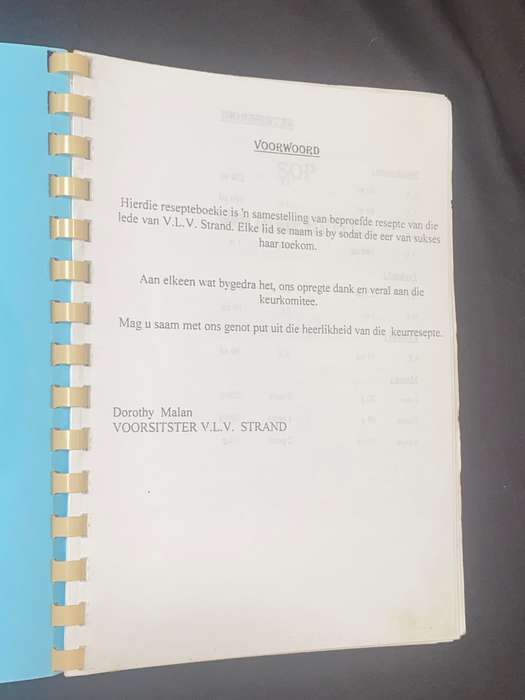 VOORWOORD
Hierdie resepteboekie is 'n samestelling van beproefde resepte van die
lede van V.L.V. Strand. Elke lid se naam is by sodat die eer van sukses
haar toekom.
Aan elkeen wat bygedra het, ons opregte dank en veral aan die
keurkomitee.
Mag u saam met ons genot put uit die heerlikheid van die keurresepte.
Dorothy Malan
VOORSITSTER V.L.V. STRAND